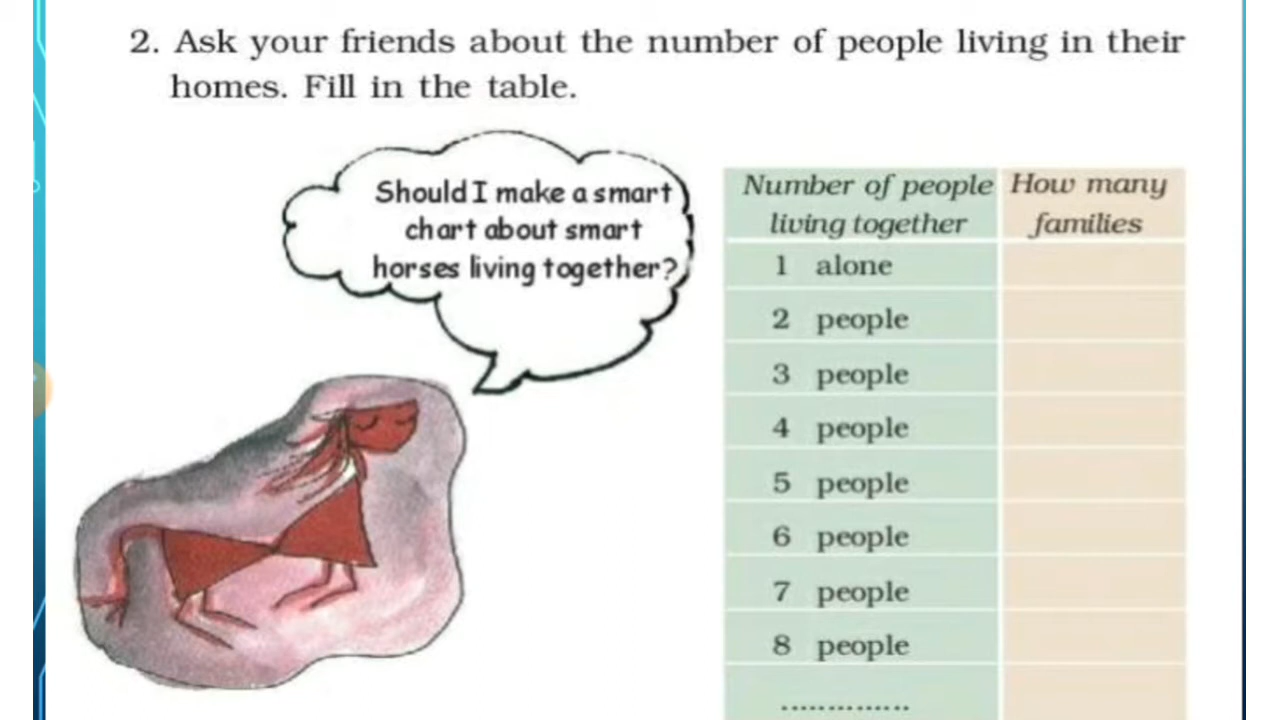 2. Ask your friends about the number of people living in their
homes. Fill in the table.
Should I make a smart
chart about smart
horses living together?
Number of people living together How many families
1 alone
2 people
3 people
4 people
5 people
6 people
7 people
8 people
..............